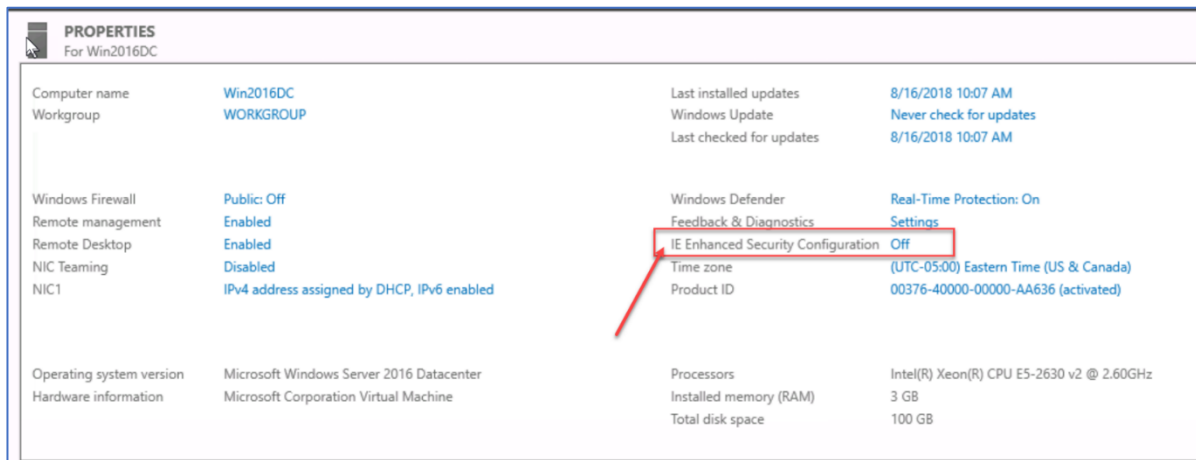 PROPERTIES
For Win2016DC
Computer name Win2016DC Last installed updates 8/16/2018 10:07 AM
Workgroup WORKGROUP Windows Update Never check for updates
Last checked for updates 8/16/2018 10:07 AM
Windows Firewall Public: Off Windows Defender Real-Time Protection: On
Remote management Enabled Feedback & Diagnostics Settings
Remote Desktop Enabled IE Enhanced Security Configuration Off
NIC Teaming Disabled Time zone (UTC-05:00) Eastern Time (US & Canada)
NIC1 IPv4 address assigned by DHCP, IPv6 enabled Product ID 00376-40000-00000-AA636 (activated)
Operating system version Microsoft Windows Server 2016 Datacenter Processors Intel(R) Xeon(R) CPU E5-2630 v2 @ 2.60GHz
Hardware information Microsoft Corporation Virtual Machine Installed memory (RAM) 3 GB
Total disk space 100 GB